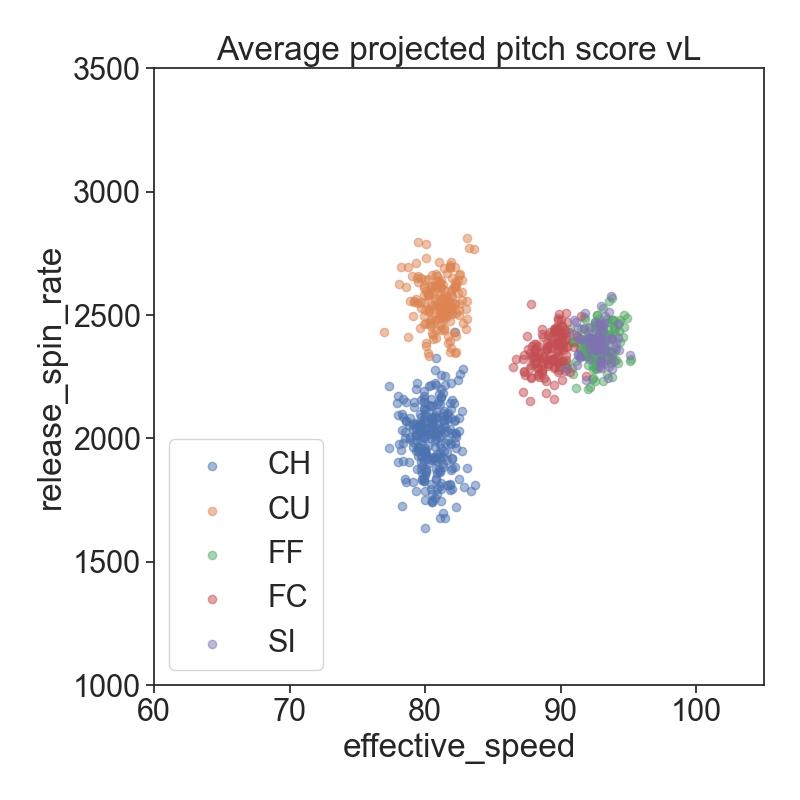 Average projected pitch score vL
3500
3000
2500
2000
1500
1000
release_spin_rate
CH
CU
FF
FC
SI
60
70
80
90
100
effective_speed